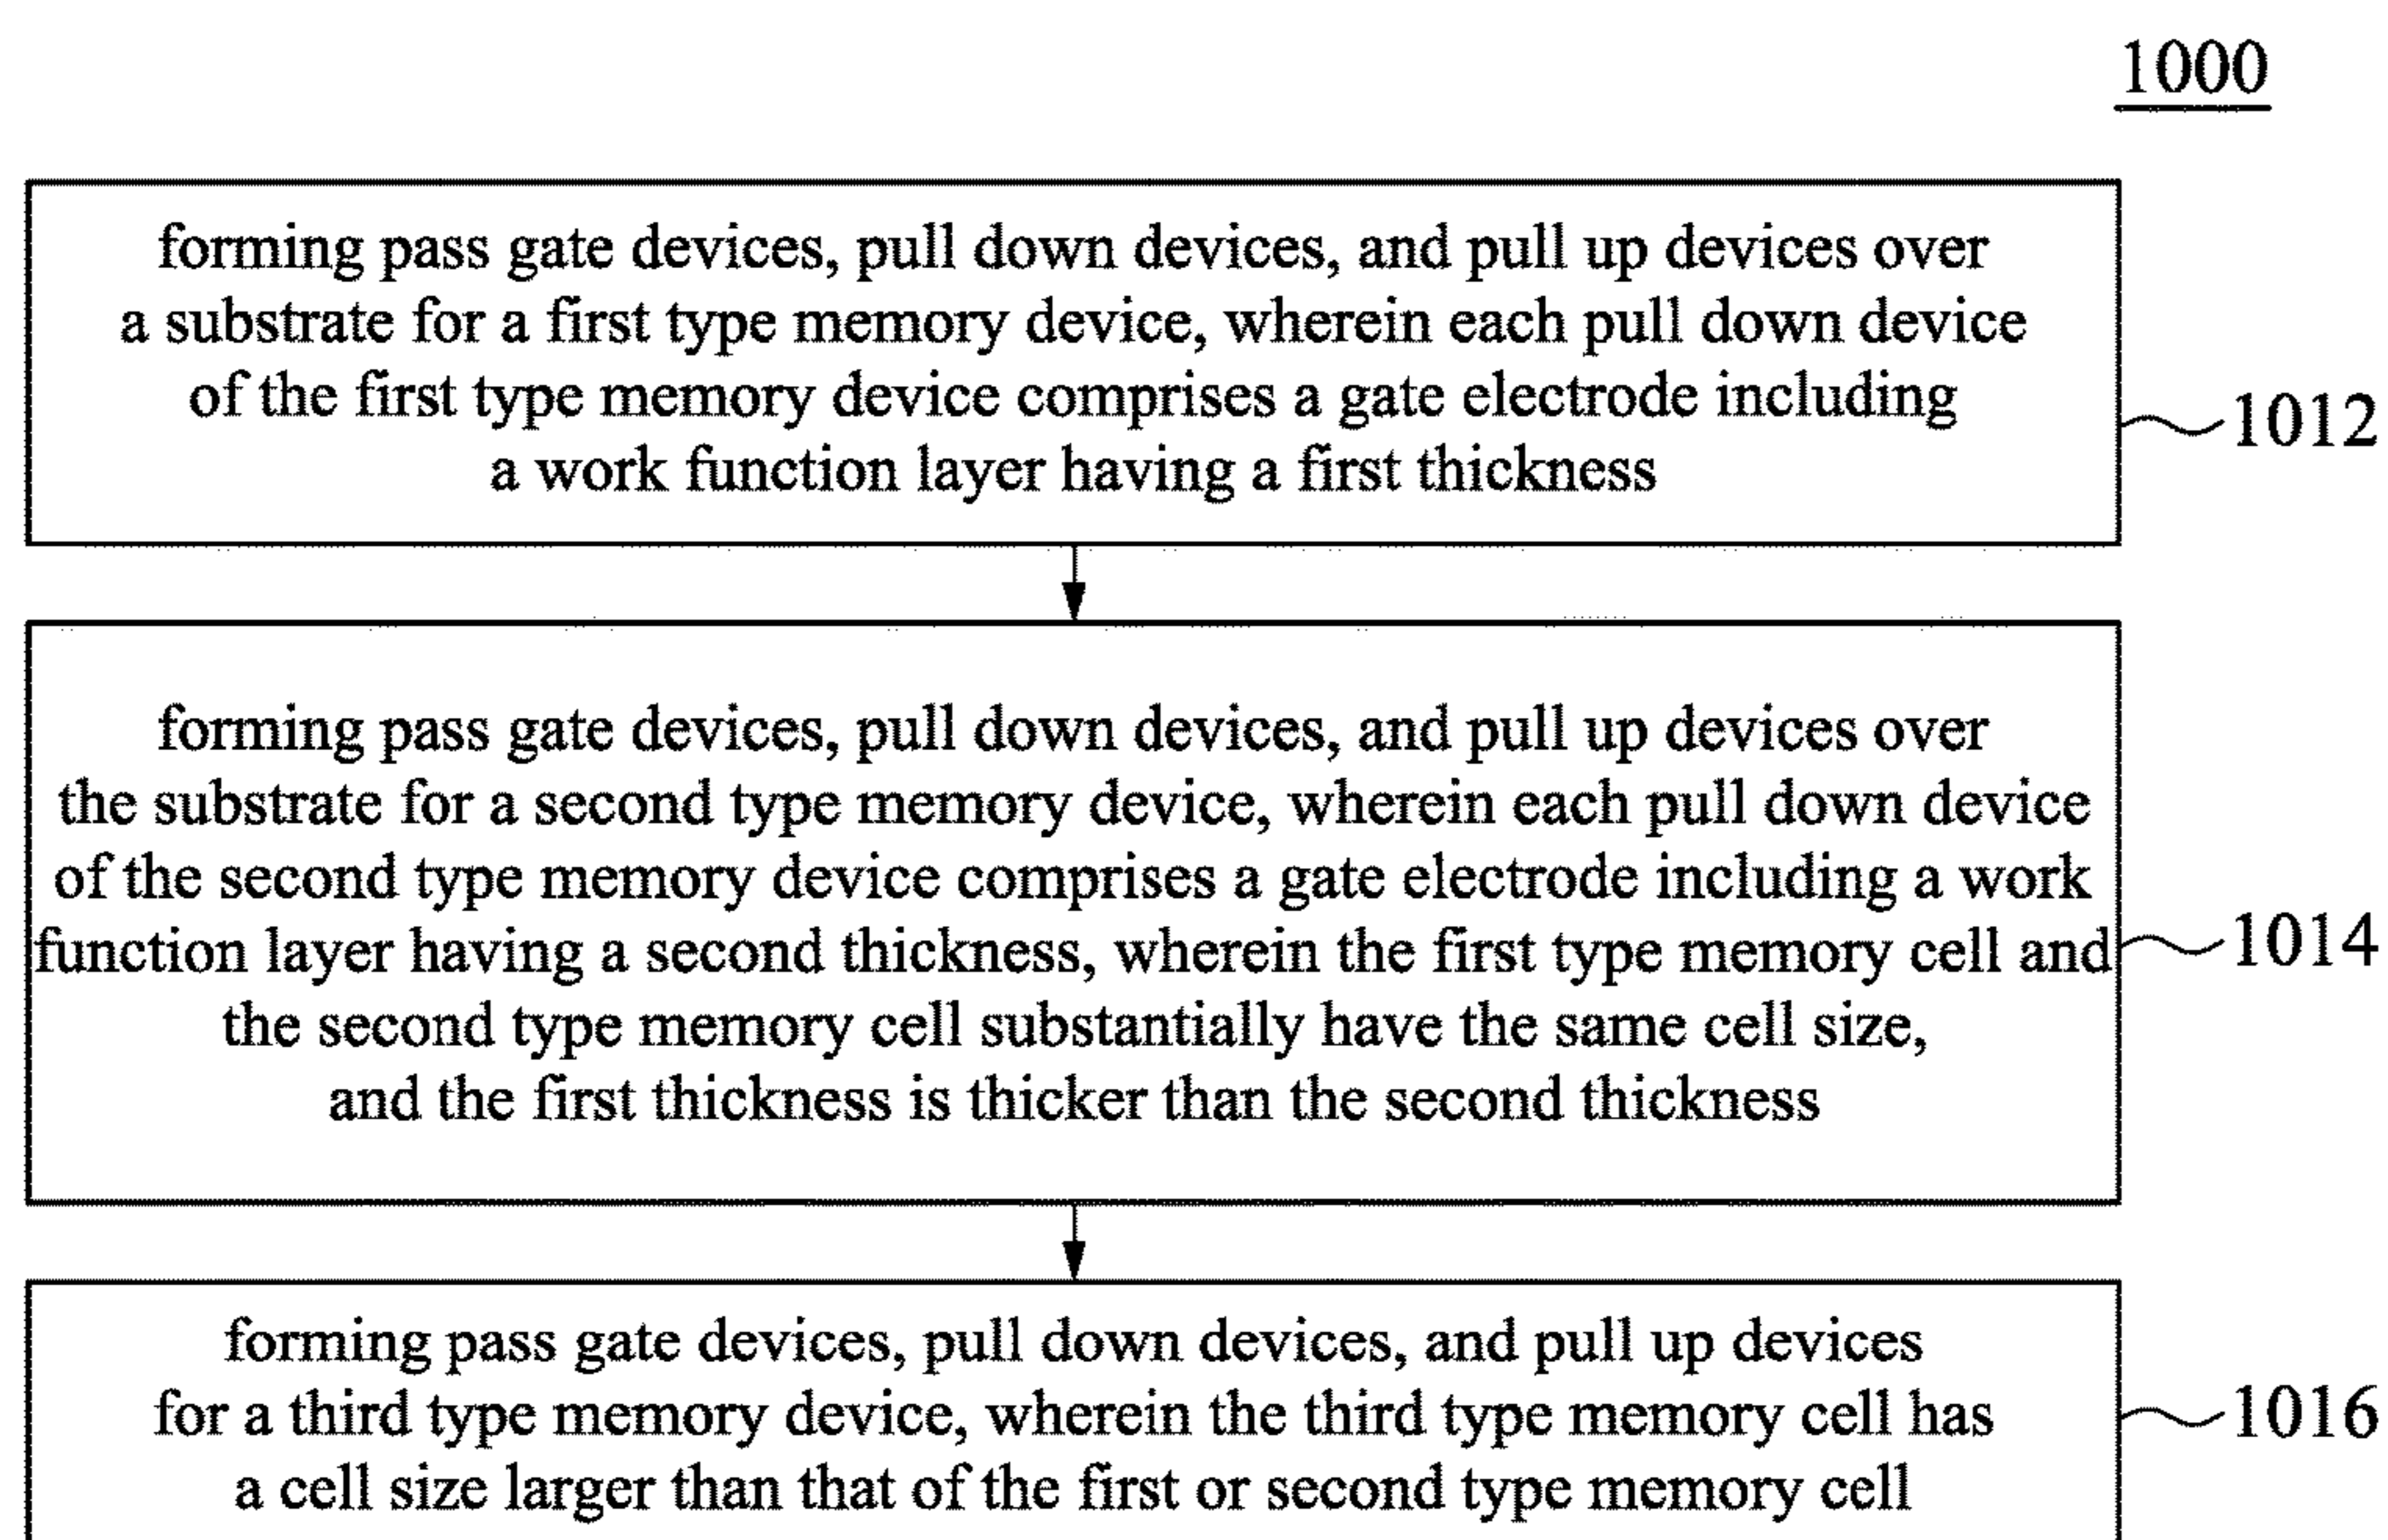 1000
forming pass gate devices, pull down devices, and pull up devices over
a substrate for a first type memory device, wherein each pull down device
of the first type memory device comprises a gate electrode including
a work function layer having a first thickness
1012
forming pass gate devices, pull down devices, and pull up devices over
the substrate for a second type memory device, wherein each pull down device
of the second type memory device comprises a gate electrode including a work
function layer having a second thickness, wherein the first type memory cell and
the second type memory cell substantially have the same cell size,
and the first thickness is thicker than the second thickness
1014
forming pass gate devices, pull down devices, and pull up devices
for a third type memory device, wherein the third type memory cell has
a cell size larger than that of the first or second type memory cell
1016